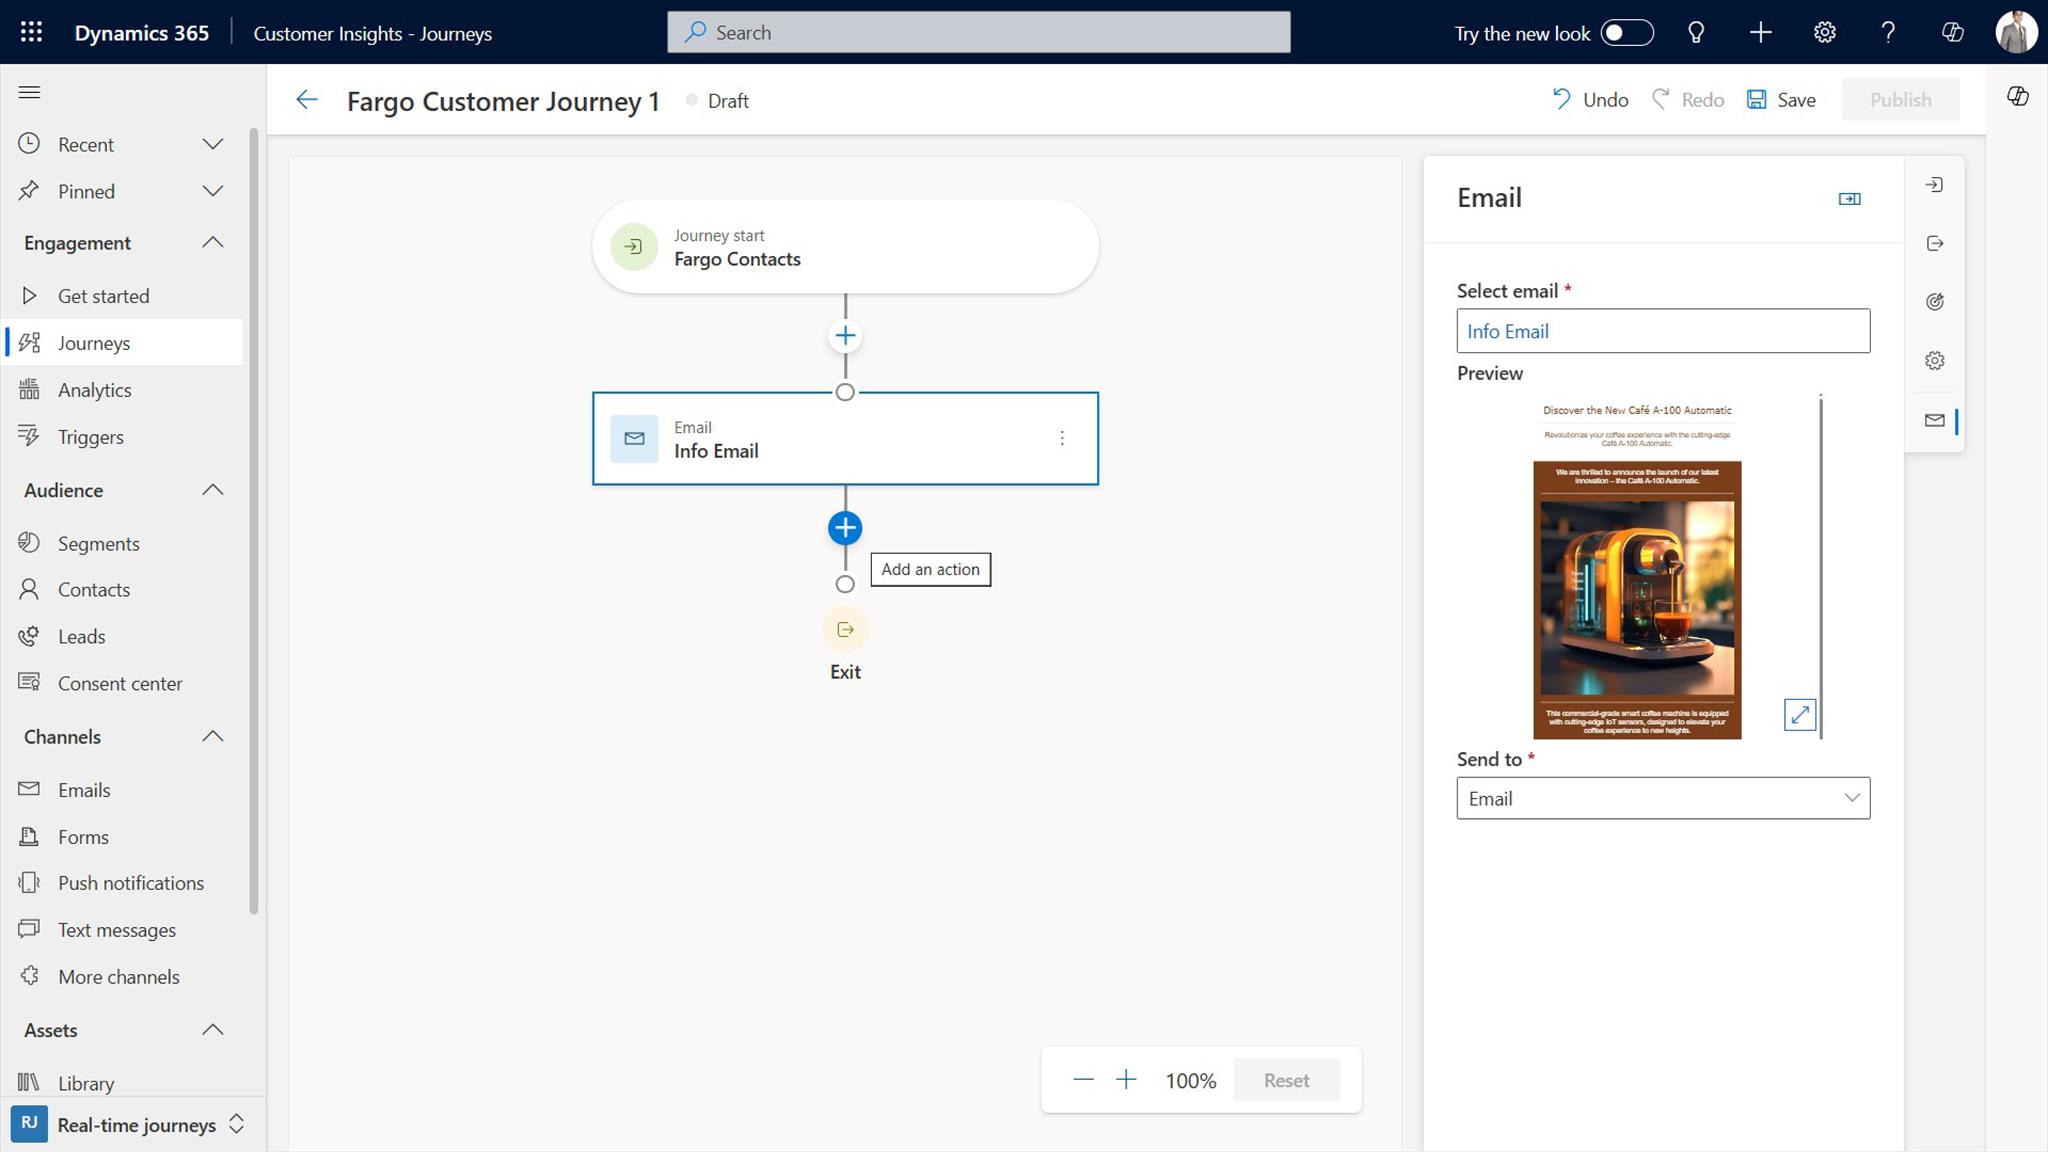 Dynamics 365
Customer Insights - Journeys
Search
Try the new look
Recent
Pinned
Engagement
Get started
Journeys
Analytics
Triggers
Audience
Segments
Contacts
Leads
Consent center
Channels
Emails
Forms
Push notifications
Text messages
More channels
Assets
Library
RJ
Real-time journeys
Fargo Customer Journey 1
Draft
Undo
Redo
Save
Publish
Journey start
Fargo Contacts
Email
Info Email
Add an action
Exit
100%
Reset
Email
Select email *
Info Email
Preview
Discover the New Café A-100 Automatic
Revolutionize your coffee experience with the cutting-edge
Café A-100 Automatic.
We are thrilled to announce the launch of our latest
innovation – the Café A-100 Automatic.
This commercial-grade smart coffee machine is equipped
with cutting-edge IoT sensors, designed to elevate your
coffee experience to new heights.
Send to *
Email